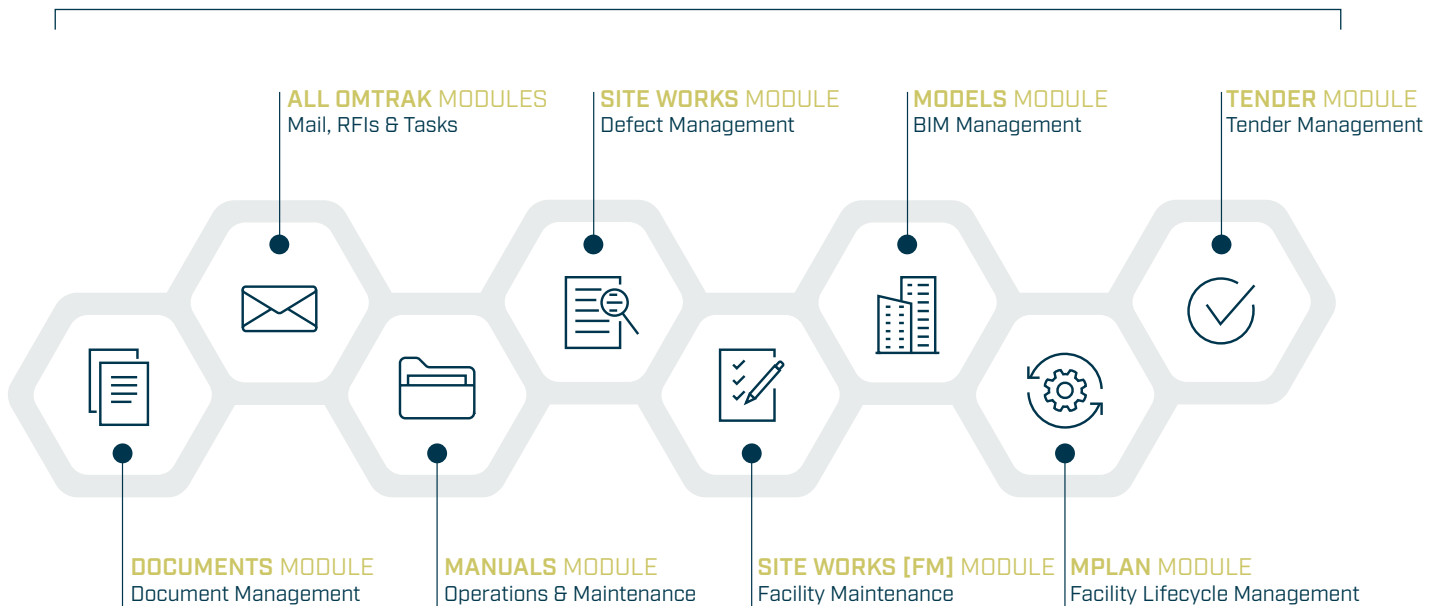 ALL OMTRAK MODULES
Mail, RFIs & Tasks
SITE WORKS MODULE
Defect Management
MODELS MODULE
BIM Management
TENDER MODULE
Tender Management
DOCUMENTS MODULE
Document Management
MANUALS MODULE
Operations & Maintenance
SITE WORKS [FM] MODULE
Facility Maintenance
MPLAN MODULE
Facility Lifecycle Management